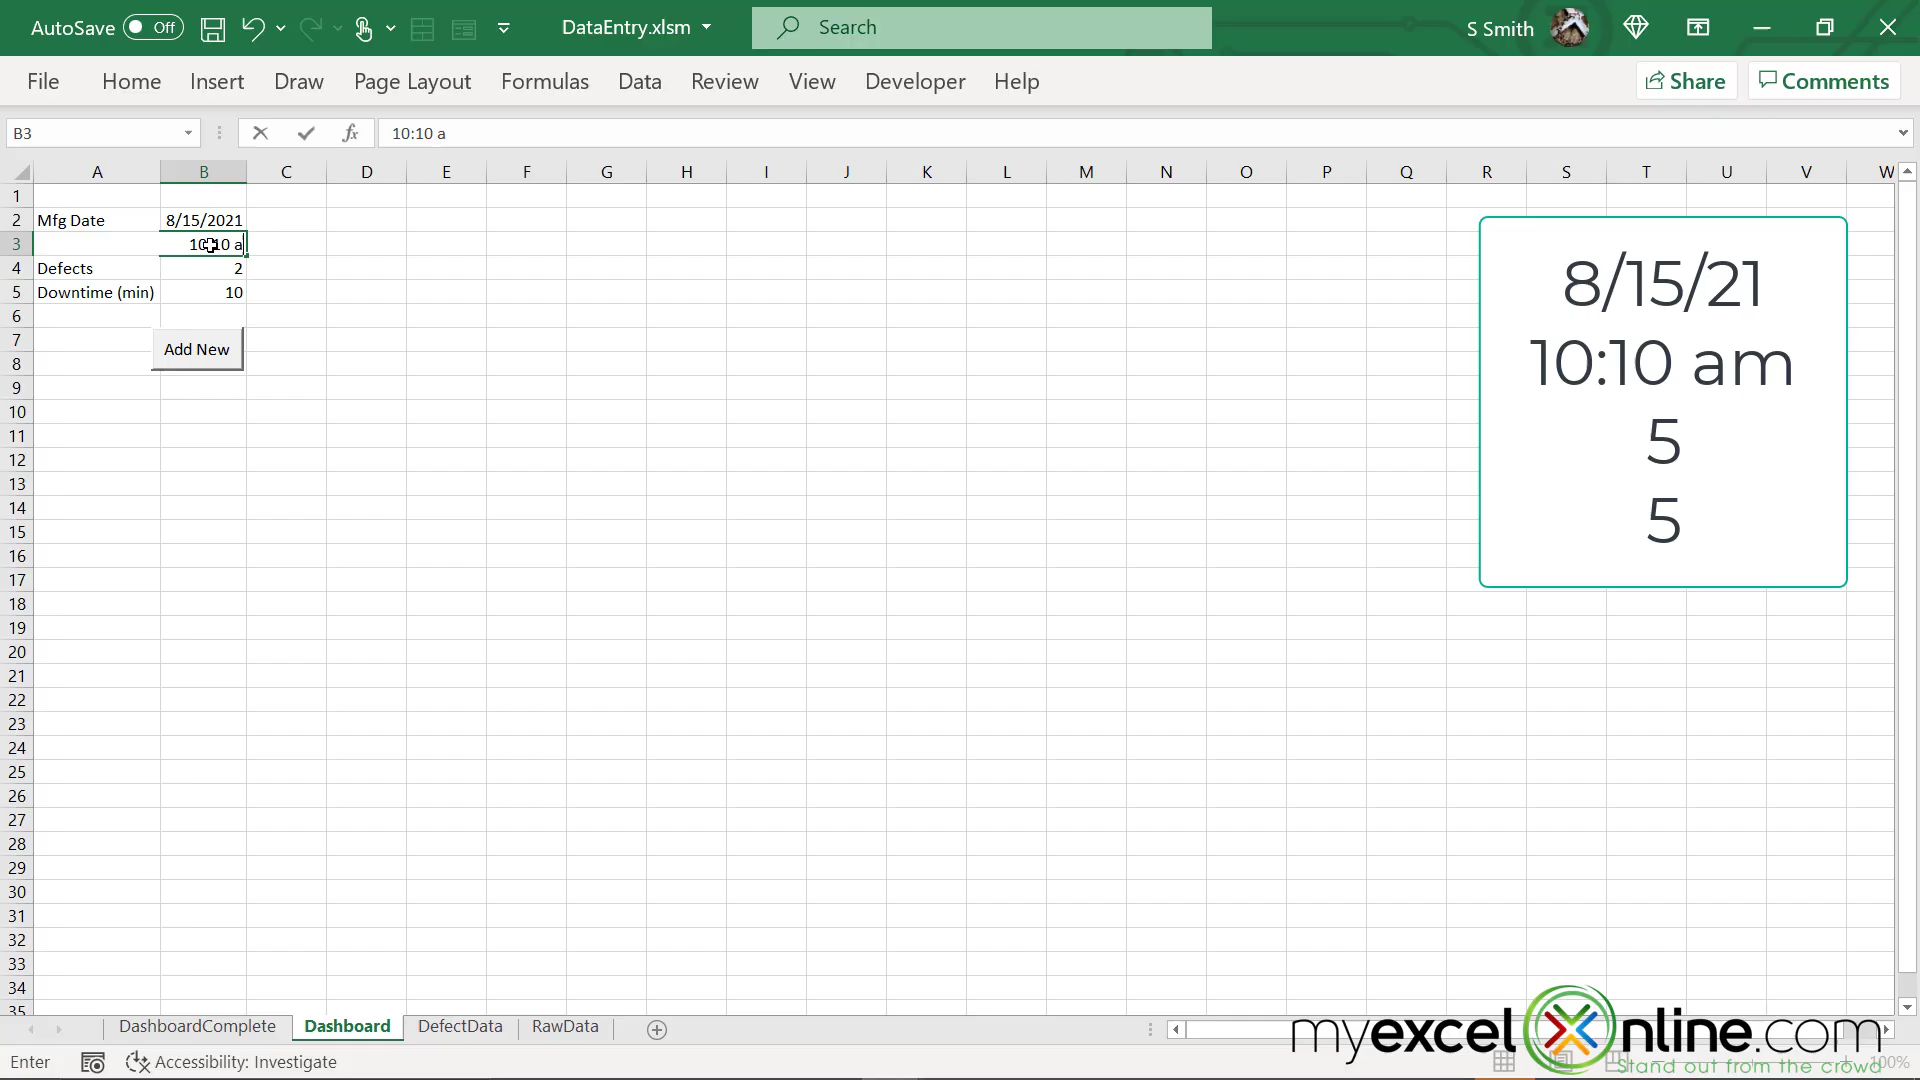 AutoSave Off DataEntry.xlsm Search S Smith
File Home Insert Draw Page Layout Formulas Data Review View Developer Help Share Comments
B3 fx 10:10 a
A B C D E F G H I J K L M N O P Q R S T U V W
1
2 Mfg Date 8/15/2021
3 10:10 a
4 Defects 2
5 Downtime (min) 10
6
7
Add New
8
9
10
11
12
13
14
15
16
17
18
19
20
21
22
23
24
25
26
27
28
29
30
31
32
33
34
35
8/15/21
10:10 am
5
5
DashboardComplete Dashboard DefectData RawData
Enter Accessibility: Investigate 100%
myexcelonline.com
Stand out from the crowd